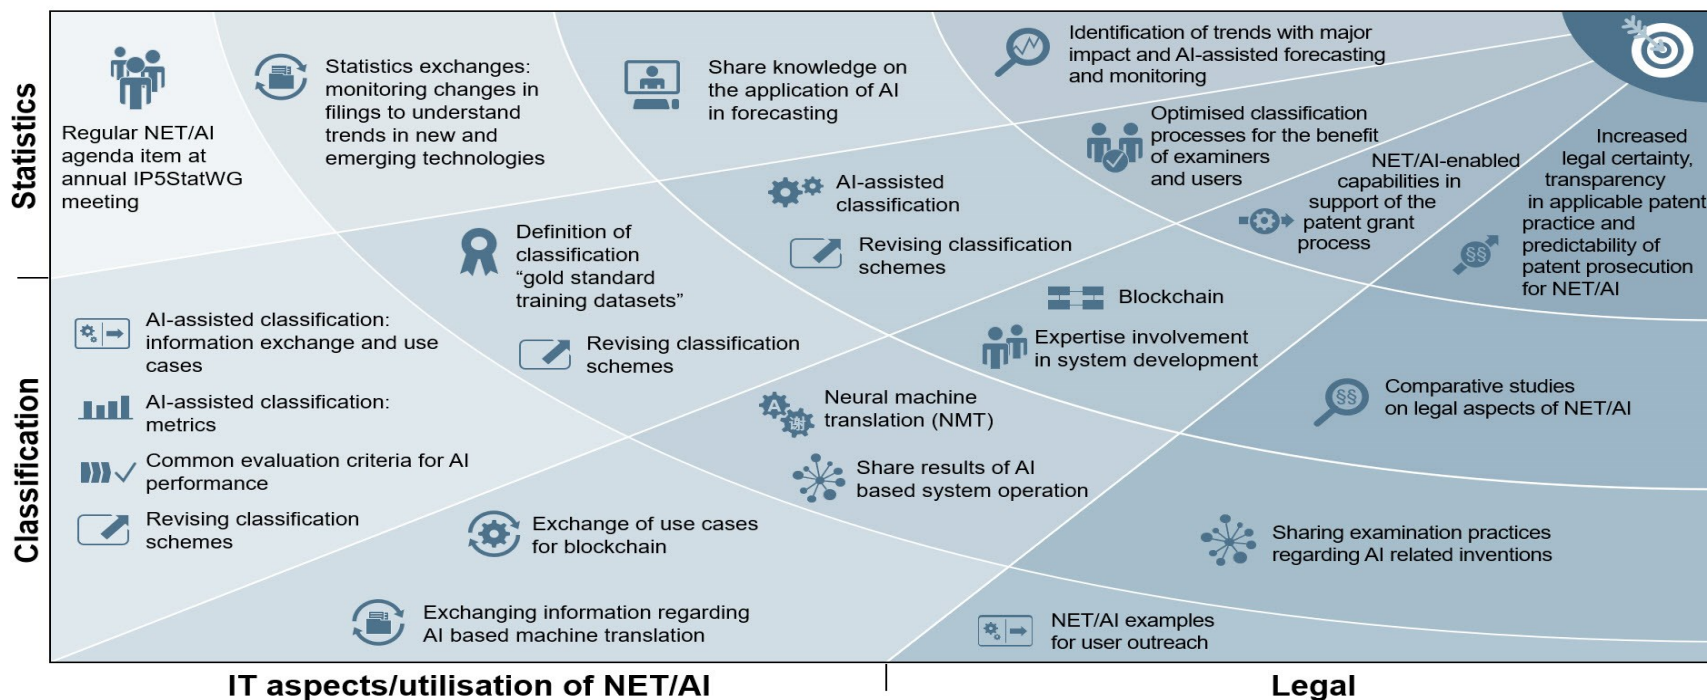 Statistics
Classification
Regular NET/AI
agenda item at
annual IP5StatWG
meeting
Statistics exchanges:
monitoring changes in
filings to understand
trends in new and
emerging technologies
Share knowledge on
the application of AI
in forecasting
Identification of trends with major
impact and AI-assisted forecasting
and monitoring
AI-assisted classification:
information exchange and use
cases
AI-assisted classification:
metrics
Common evaluation criteria for AI
performance
Revising classification
schemes
Definition of
classification
“gold standard
training datasets”
Revising classification
schemes
AI-assisted
classification
Revising classification
schemes
Optimised classification
processes for the benefit
of examiners
and users
Exchanging information regarding
AI based machine translation
Exchange of use cases
for blockchain
A
谢
Neural machine
translation (NMT)
Share results of AI
based system operation
Blockchain
Expertise involvement
in system development
NET/AI-enabled
capabilities in
support of the
patent grant
process
NET/AI examples
for user outreach
Sharing examination practices
regarding AI related inventions
§§
Comparative studies
on legal aspects of NET/AI
§§
Increased
legal certainty,
transparency
in applicable patent
practice and
predictability of
patent prosecution
for NET/AI
IT aspects/utilisation of NET/AI
Legal